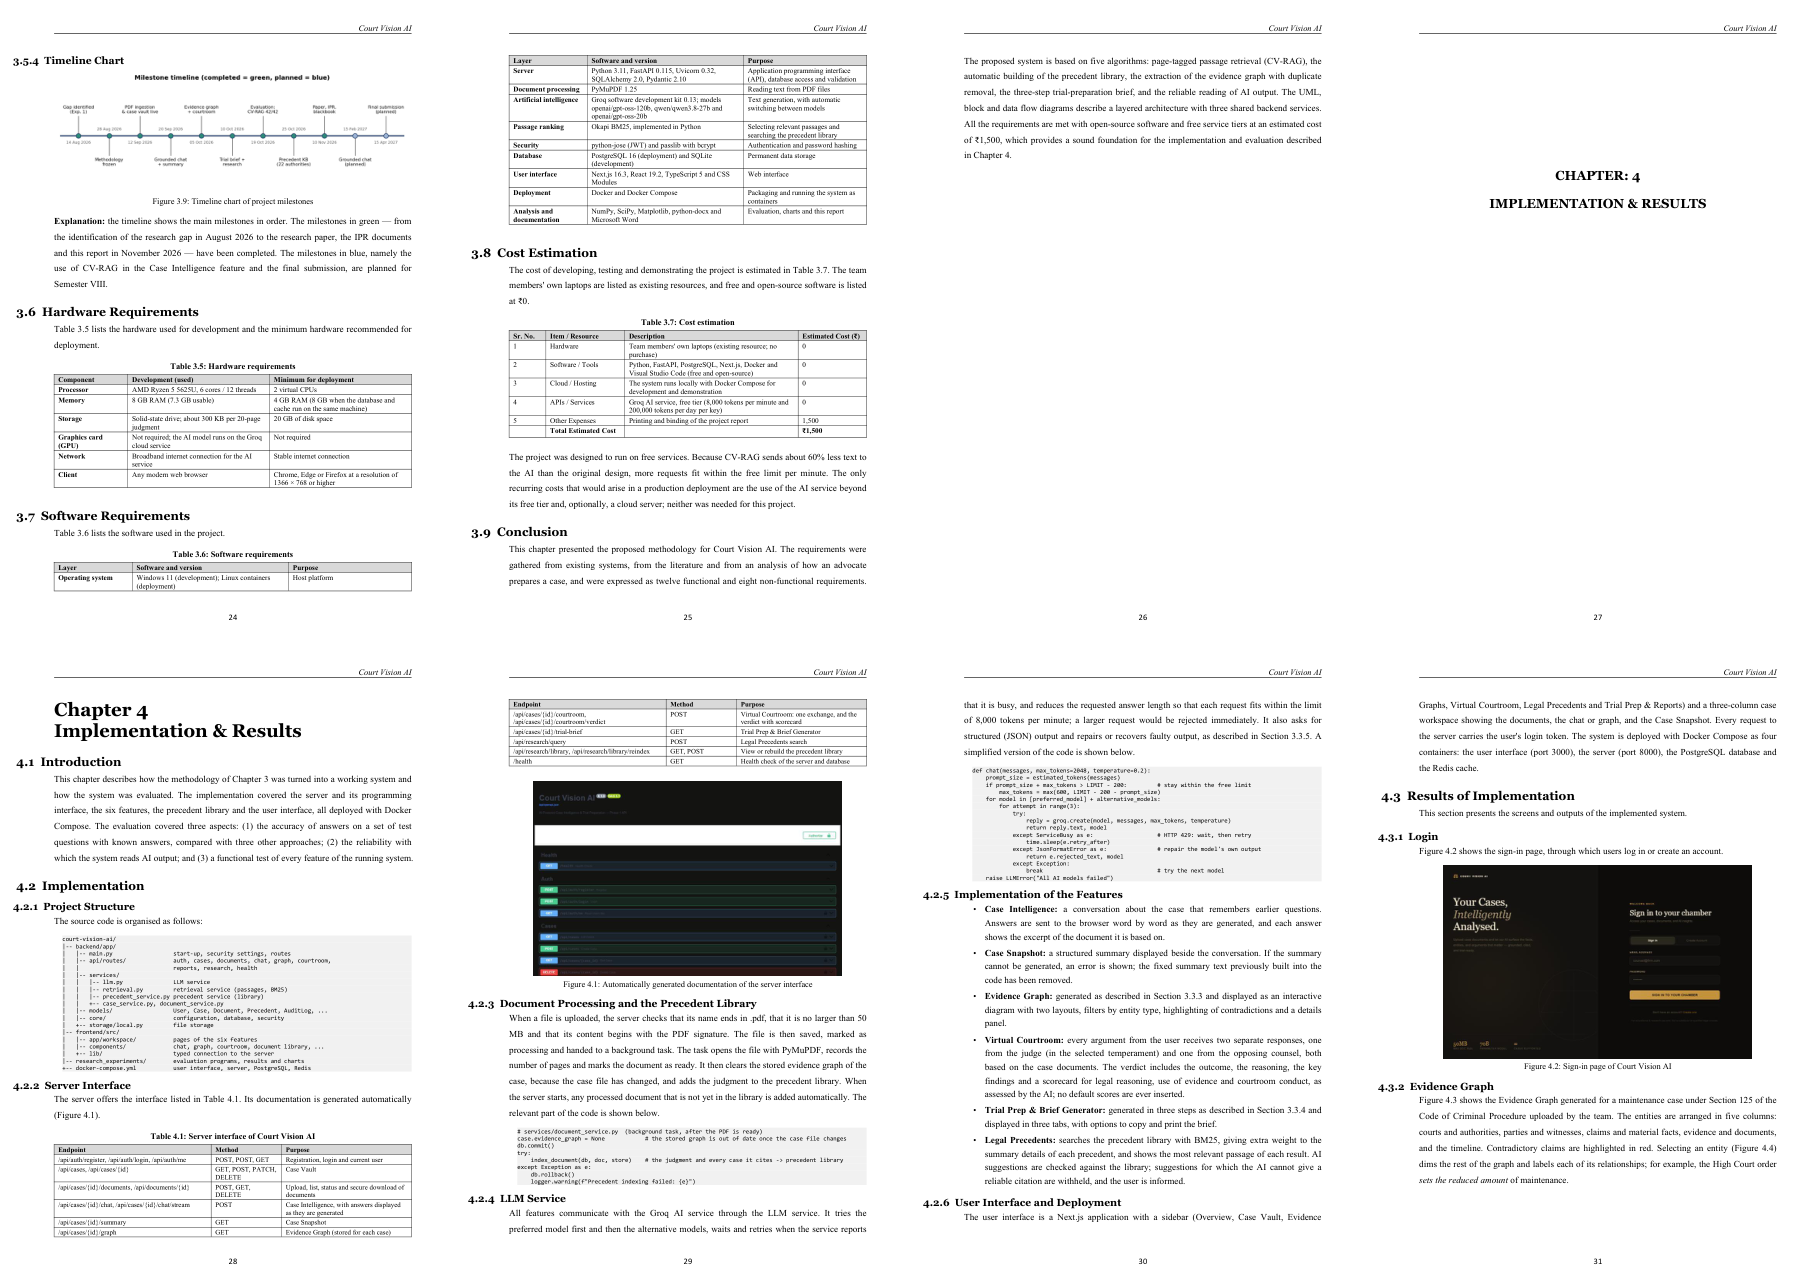 Court Vision AI
3.5.4 Timeline Chart
Milestone timeline (completed = green, planned = blue)
Gap identified
(Exp. 1)
PDF ingestion
& case vault live
Evidence graph
+ courtroom
Evaluation:
CV-RAG 42/42
Paper, IPR,
blackbook
Final submission
(planned)
Methodology
frozen
Grounded chat
+ summary
Trial brief +
research
Precedent KB
(22 authorities)
Grounded chat
(planned)
Figure 3.9: Timeline chart of project milestones
Explanation: the timeline shows the main milestones in order. The milestones in green — from
the identification of the research gap in August 2026 to the research paper, the IPR documents
and this report in November 2026 — have been completed. The milestones in blue, namely the
use of CV-RAG in the Case Intelligence feature and the final submission, are planned for
Semester VIII.
3.6 Hardware Requirements
Table 3.5 lists the hardware used for development and the minimum hardware recommended for
deployment.
Table 3.5: Hardware requirements
Component Development (used) Minimum for deployment
Processor AMD Ryzen 5 5625U, 6 cores / 12 threads 2 virtual CPUs
Memory 8 GB RAM (7.3 GB usable) 4 GB RAM (8 GB when the database and
cache run on the same machine)
Storage Solid-state drive; about 300 KB per 20-page 20 GB of disk space
judgment
Graphics card Not required; the AI model runs on the Groq Not required
(GPU) cloud service
Network Broadband internet connection for the AI Stable internet connection
service
Client Any modern web browser Chrome, Edge or Firefox at a resolution of
1366 × 768 or higher
3.7 Software Requirements
Table 3.6 lists the software used in the project.
Table 3.6: Software requirements
Layer Software and version Purpose
Operating system Windows 11 (development); Linux containers Host platform
(deployment)
24
Court Vision AI
Layer Software and version Purpose
Server Python 3.11, FastAPI 0.115, Uvicorn 0.32, Application programming interface
SQLAlchemy 2.0, Pydantic 2.10 (API), database access and validation
Document processing PyMuPDF 1.25 Reading text from PDF files
Artificial intelligence Groq software development kit 0.13; models Text generation, with automatic
openai/gpt-oss-120b, qwen/qwen3.8-27b and switching between models
openai/gpt-oss-20b
Passage ranking Okapi BM25, implemented in Python Selecting relevant passages and
searching the precedent library
Security python-jose (JWT) and passlib with bcrypt Authentication and password hashing
Database PostgreSQL 16 (deployment) and SQLite Permanent data storage
(development)
User interface Next.js 16.3, React 19.2, TypeScript 5 and CSS Web interface
Modules
Deployment Docker and Docker Compose Packaging and running the system as
containers
Analysis and NumPy, SciPy, Matplotlib, python-docx and Evaluation, charts and this report
documentation Microsoft Word
3.8 Cost Estimation
The cost of developing, testing and demonstrating the project is estimated in Table 3.7. The team
members' own laptops are listed as existing resources, and free and open-source software is listed
at ₹0.
Table 3.7: Cost estimation
Sr. No. Item / Resource Description Estimated Cost (₹)
1 Hardware Team members' own laptops (existing resource; no 0
purchase)
2 Software / Tools Python, FastAPI, PostgreSQL, Next.js, Docker and 0
Visual Studio Code (free and open-source)
3 Cloud / Hosting The system runs locally with Docker Compose for 0
development and demonstration
4 APIs / Services Groq AI service, free tier (8,000 tokens per minute and 0
200,000 tokens per day per key)
5 Other Expenses Printing and binding of the project report 1,500
Total Estimated Cost ₹1,500
The project was designed to run on free services. Because CV-RAG sends about 60% less text to
the AI than the original design, more requests fit within the free limit per minute. The only
recurring costs that would arise in a production deployment are the use of the AI service beyond
its free tier and, optionally, a cloud server; neither was needed for this project.
3.9 Conclusion
This chapter presented the proposed methodology for Court Vision AI. The requirements were
gathered from existing systems, from the literature and from an analysis of how an advocate
prepares a case, and were expressed as twelve functional and eight non-functional requirements.
25
Court Vision AI
The proposed system is based on five algorithms: page-tagged passage retrieval (CV-RAG), the
automatic building of the precedent library, the extraction of the evidence graph with duplicate
removal, the three-step trial-preparation brief, and the reliable reading of AI output. The UML,
block and data flow diagrams describe a layered architecture with three shared backend services.
All the requirements are met with open-source software and free service tiers at an estimated cost
of ₹1,500, which provides a sound foundation for the implementation and evaluation described
in Chapter 4.
26
Court Vision AI
CHAPTER: 4
IMPLEMENTATION & RESULTS
27
Court Vision AI
Chapter 4
Implementation & Results
4.1 Introduction
This chapter describes how the methodology of Chapter 3 was turned into a working system and
how the system was evaluated. The implementation covered the server and its programming
interface, the six features, the precedent library and the user interface, all deployed with Docker
Compose. The evaluation covered three aspects: (1) the accuracy of answers on a set of test
questions with known answers, compared with three other approaches; (2) the reliability with
which the system reads AI output; and (3) a functional test of every feature of the running system.
4.2 Implementation
4.2.1 Project Structure
The source code is organised as follows:
court-vision-ai/
|-- backend/app/
| |-- main.py start-up, security settings, routes
| |-- api/routes/ auth, cases, documents, chat, graph, courtroom,
| | reports, research, health
| |-- services/
| | |-- llm.py LLM service
| | |-- retrieval.py retrieval service (passages, BM25)
| | |-- precedent_service.py precedent service (library)
| | +-- case_service.py, document_service.py
| |-- models/ User, Case, Document, Precedent, AuditLog, ...
| |-- core/ configuration, database, security
| +-- storage/local.py file storage
|-- frontend/src/
| |-- app/workspace/ pages of the six features
| |-- components/ chat, graph, courtroom, document library, ...
| +-- lib/ typed connection to the server
|-- research_experiments/ evaluation programs, results and charts
+-- docker-compose.yml user interface, server, PostgreSQL, Redis
4.2.2 Server Interface
The server offers the interface listed in Table 4.1. Its documentation is generated automatically
(Figure 4.1).
Table 4.1: Server interface of Court Vision AI
Endpoint Method Purpose
/api/auth/register, /api/auth/login, /api/auth/me POST, POST, GET Registration, login and current user
/api/cases, /api/cases/{id} GET, POST, PATCH, Case Vault
DELETE
/api/cases/{id}/documents, /api/documents/{id} POST, GET, Upload, list, status and secure download of
DELETE documents
/api/cases/{id}/chat, /api/cases/{id}/chat/stream POST Case Intelligence, with answers displayed
as they are generated
/api/cases/{id}/summary GET Case Snapshot
/api/cases/{id}/graph GET Evidence Graph (stored for each case)
28
Court Vision AI
Endpoint Method Purpose
/api/cases/{id}/courtroom, POST Virtual Courtroom: one exchange, and the
/api/cases/{id}/courtroom/verdict verdict with scorecard
/api/cases/{id}/trial-brief GET Trial Prep & Brief Generator
/api/research/query POST Legal Precedents search
/api/research/library, /api/research/library/reindex GET, POST View or rebuild the precedent library
/health GET Health check of the server and database
Court Vision AI
Figure 4.1: Automatically generated documentation of the server interface
4.2.3 Document Processing and the Precedent Library
When a file is uploaded, the server checks that its name ends in .pdf, that it is no larger than 50
MB and that its content begins with the PDF signature. The file is then saved, marked as
processing and handed to a background task. The task opens the file with PyMuPDF, records the
number of pages and marks the document as ready. It then clears the stored evidence graph of the
case, because the case file has changed, and adds the judgment to the precedent library. When
the server starts, any processed document that is not yet in the library is added automatically. The
relevant part of the code is shown below.
# services/document_service.py (background task, after the PDF is ready)
case.evidence_graph = None # the stored graph is out of date once the case file changes
db.commit()
try:
index_document(db, doc, store) # the judgment and every case it cites -> precedent library
except Exception as e:
db.rollback()
logger.warning(f"Precedent indexing failed: {e}")
4.2.4 LLM Service
All features communicate with the Groq AI service through the LLM service. It tries the
preferred model first and then the alternative models, waits and retries when the service reports
29
Court Vision AI
that it is busy, and reduces the requested answer length so that each request fits within the limit
of 8,000 tokens per minute; a larger request would be rejected immediately. It also asks for
structured (JSON) output and repairs or recovers faulty output, as described in Section 3.3.5. A
simplified version of the code is shown below.
def chat(messages, max_tokens=2048, temperature=0.2):
prompt_size = estimated_tokens(messages)
if prompt_size + max_tokens > LIMIT - 200: # stay within the free limit
max_tokens = max(600, LIMIT - 200 - prompt_size)
for model in [preferred_model] + alternative_models:
for attempt in range(3):
try:
reply = groq.create(model, messages, max_tokens, temperature)
return reply.text, model
except ServiceBusy as e: # HTTP 429: wait, then retry
time.sleep(e.retry_after)
except JsonFormatError as e: # repair the model's own output
return e.rejected_text, model
except Exception:
break # try the next model
raise LLMError("All AI models failed")
4.2.5 Implementation of the Features
• Case Intelligence: a conversation about the case that remembers earlier questions.
Answers are sent to the browser word by word as they are generated, and each answer
shows the excerpt of the document it is based on.
• Case Snapshot: a structured summary displayed beside the conversation. If the summary
cannot be generated, an error is shown; the fixed summary text previously built into the
code has been removed.
• Evidence Graph: generated as described in Section 3.3.3 and displayed as an interactive
diagram with two layouts, filters by entity type, highlighting of contradictions and a details
panel.
• Virtual Courtroom: every argument from the user receives two separate responses, one
from the judge (in the selected temperament) and one from the opposing counsel, both
based on the case documents. The verdict includes the outcome, the reasoning, the key
findings and a scorecard for legal reasoning, use of evidence and courtroom conduct, as
assessed by the AI; no default scores are ever inserted.
• Trial Prep & Brief Generator: generated in three steps as described in Section 3.3.4 and
displayed in three tabs, with options to copy and print the brief.
• Legal Precedents: searches the precedent library with BM25, giving extra weight to the
summary details of each precedent, and shows the most relevant passage of each result. AI
suggestions are checked against the library; suggestions for which the AI cannot give a
reliable citation are withheld, and the user is informed.
4.2.6 User Interface and Deployment
The user interface is a Next.js application with a sidebar (Overview, Case Vault, Evidence
30
Court Vision AI
Graphs, Virtual Courtroom, Legal Precedents and Trial Prep & Reports) and a three-column case
workspace showing the documents, the chat or graph, and the Case Snapshot. Every request to
the server carries the user's login token. The system is deployed with Docker Compose as four
containers: the user interface (port 3000), the server (port 8000), the PostgreSQL database and
the Redis cache.
4.3 Results of Implementation
This section presents the screens and outputs of the implemented system.
4.3.1 Login
Figure 4.2 shows the sign-in page, through which users log in or create an account.
Your Cases,
Intelligently
Analysed.
Sign in to your chamber
Figure 4.2: Sign-in page of Court Vision AI
4.3.2 Evidence Graph
Figure 4.3 shows the Evidence Graph generated for a maintenance case under Section 125 of the
Code of Criminal Procedure uploaded by the team. The entities are arranged in five columns:
courts and authorities, parties and witnesses, claims and material facts, evidence and documents,
and the timeline. Contradictory claims are highlighted in red. Selecting an entity (Figure 4.4)
dims the rest of the graph and labels each of its relationships; for example, the High Court order
sets the reduced amount of maintenance.
31